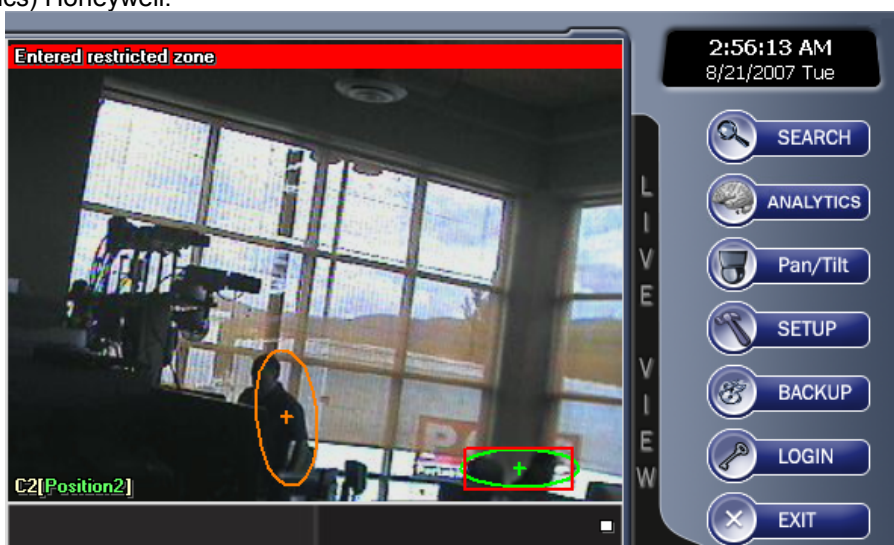 ics) Honeywell.
Entered restricted zone
2:56:13 AM
8/21/2007 Tue
LIVE VIEW
SEARCH
ANALYTICS
Pan/Tilt
SETUP
BACKUP
LOGIN
EXIT
C2[Position2]